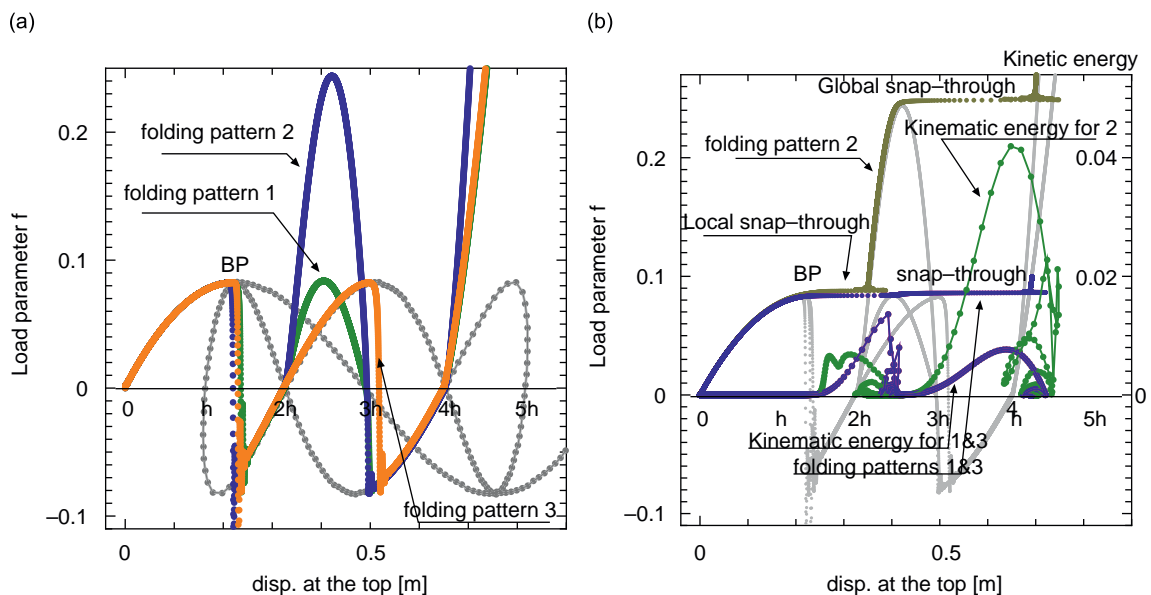 (a)
(b)
Load parameter f
0.2
0.1
0
−0.1
folding pattern 2
folding pattern 1
BP
0
h
2h
3h
4h
5h
folding pattern 3
0
0.5
disp. at the top [m]
Load parameter f
0.2
0.1
0
−0.1
Kinetic energy
Global snap−through
Kinematic energy for 2
folding pattern 2
0.04
Local snap−through
BP
snap−through
0.02
0
0
h
2h
3h
4h
5h
Kinematic energy for 1&3
folding patterns 1&3
0
0.5
disp. at the top [m]